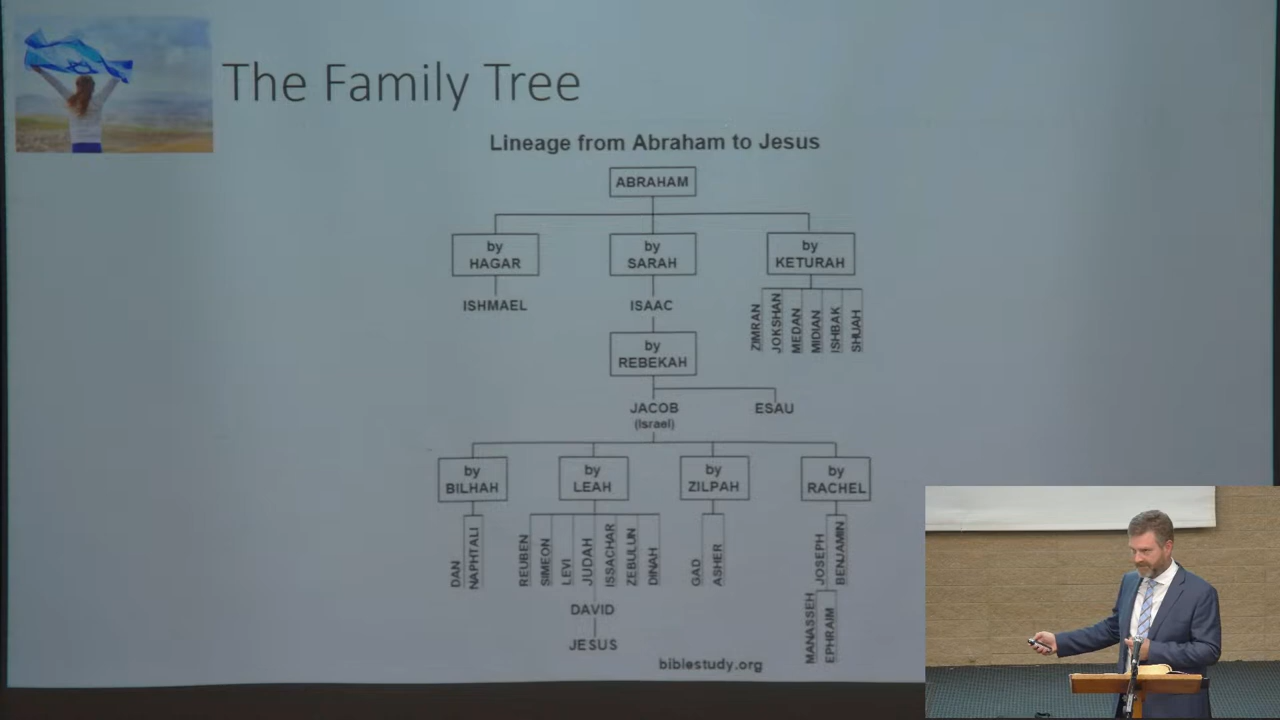 The Family Tree
Lineage from Abraham to Jesus
ABRAHAM
by
HAGAR
by
SARAH
by
KETURAH
ISHMAEL
ISAAC
ZIMRAN
JOKSHAN
MEDAN
MIDIAN
ISHBAK
SHUAH
by
REBEKAH
JACOB
(Israel)
ESAU
by
BILHAH
by
LEAH
by
ZILPAH
by
RACHEL
DAN
NAPHTALI
REUBEN
SIMEON
LEVI
JUDAH
ISSACHAR
ZEBULUN
DINAH
GAD
ASHER
JOSEPH
BENJAMIN
DAVID
JESUS
MANASSEH
EPHRAIM
biblestudy.org